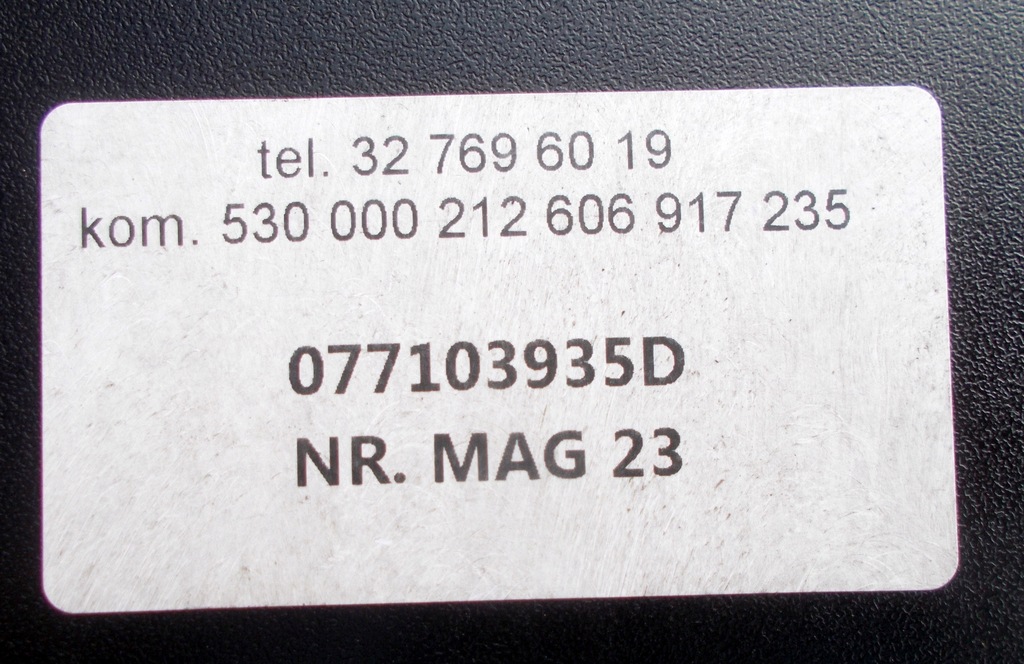 tel. 32 769 60 19
kom. 530 000 212 606 917 235
077103935D
NR. MAG 23